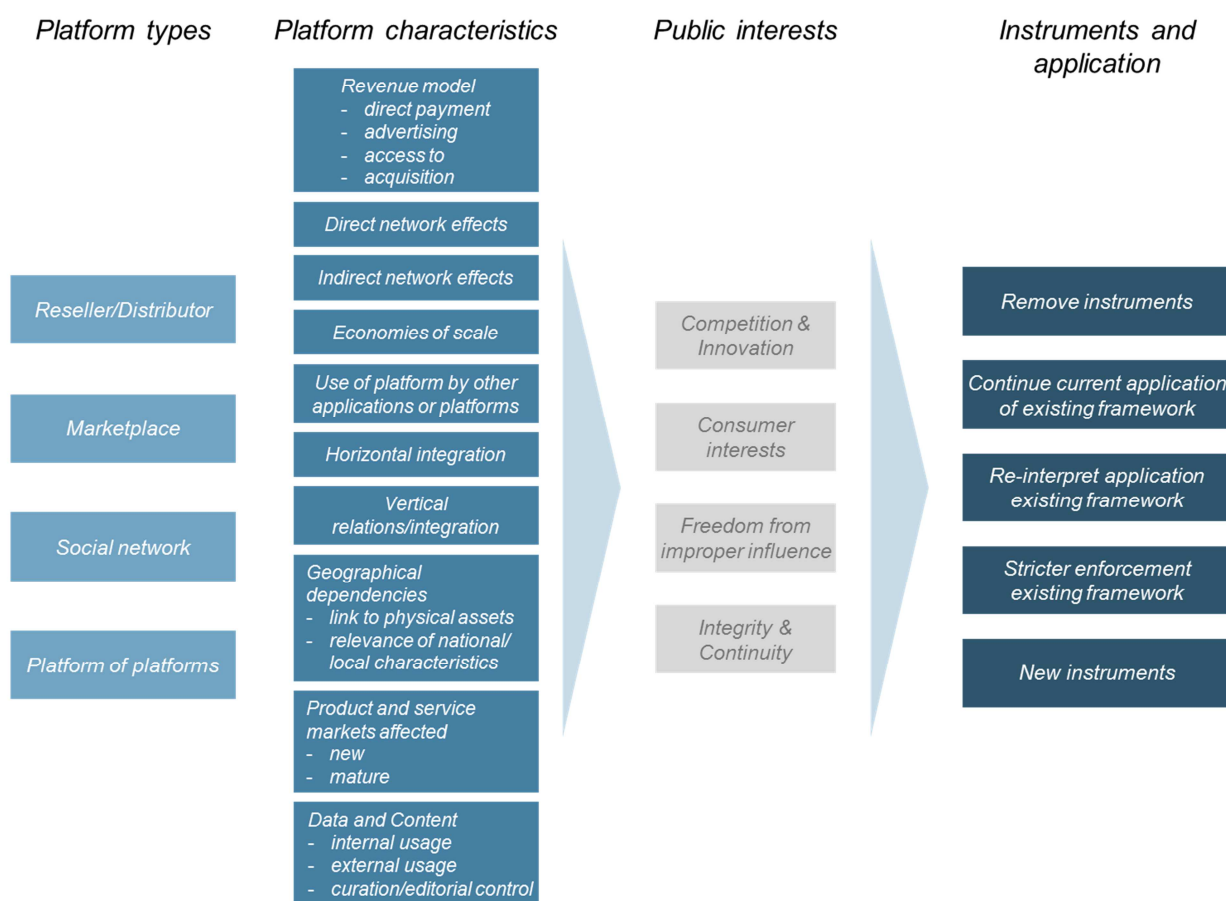 Platform types
Platform characteristics
Public interests
Instruments and
application
Reseller/Distributor
Marketplace
Social network
Platform of platforms
Revenue model
- direct payment
- advertising
- access to
- acquisition
Direct network effects
Indirect network effects
Economies of scale
Use of platform by other
applications or platforms
Horizontal integration
Vertical
relations/integration
Geographical
dependencies
- link to physical assets
- relevance of national/
local characteristics
Product and service
markets affected
- new
- mature
Data and Content
- internal usage
- external usage
- curation/editorial control
Competition &
Innovation
Consumer
interests
Freedom from
improper influence
Integrity &
Continuity
Remove instruments
Continue current application
of existing framework
Re-interpret application
existing framework
Stricter enforcement
existing framework
New instruments